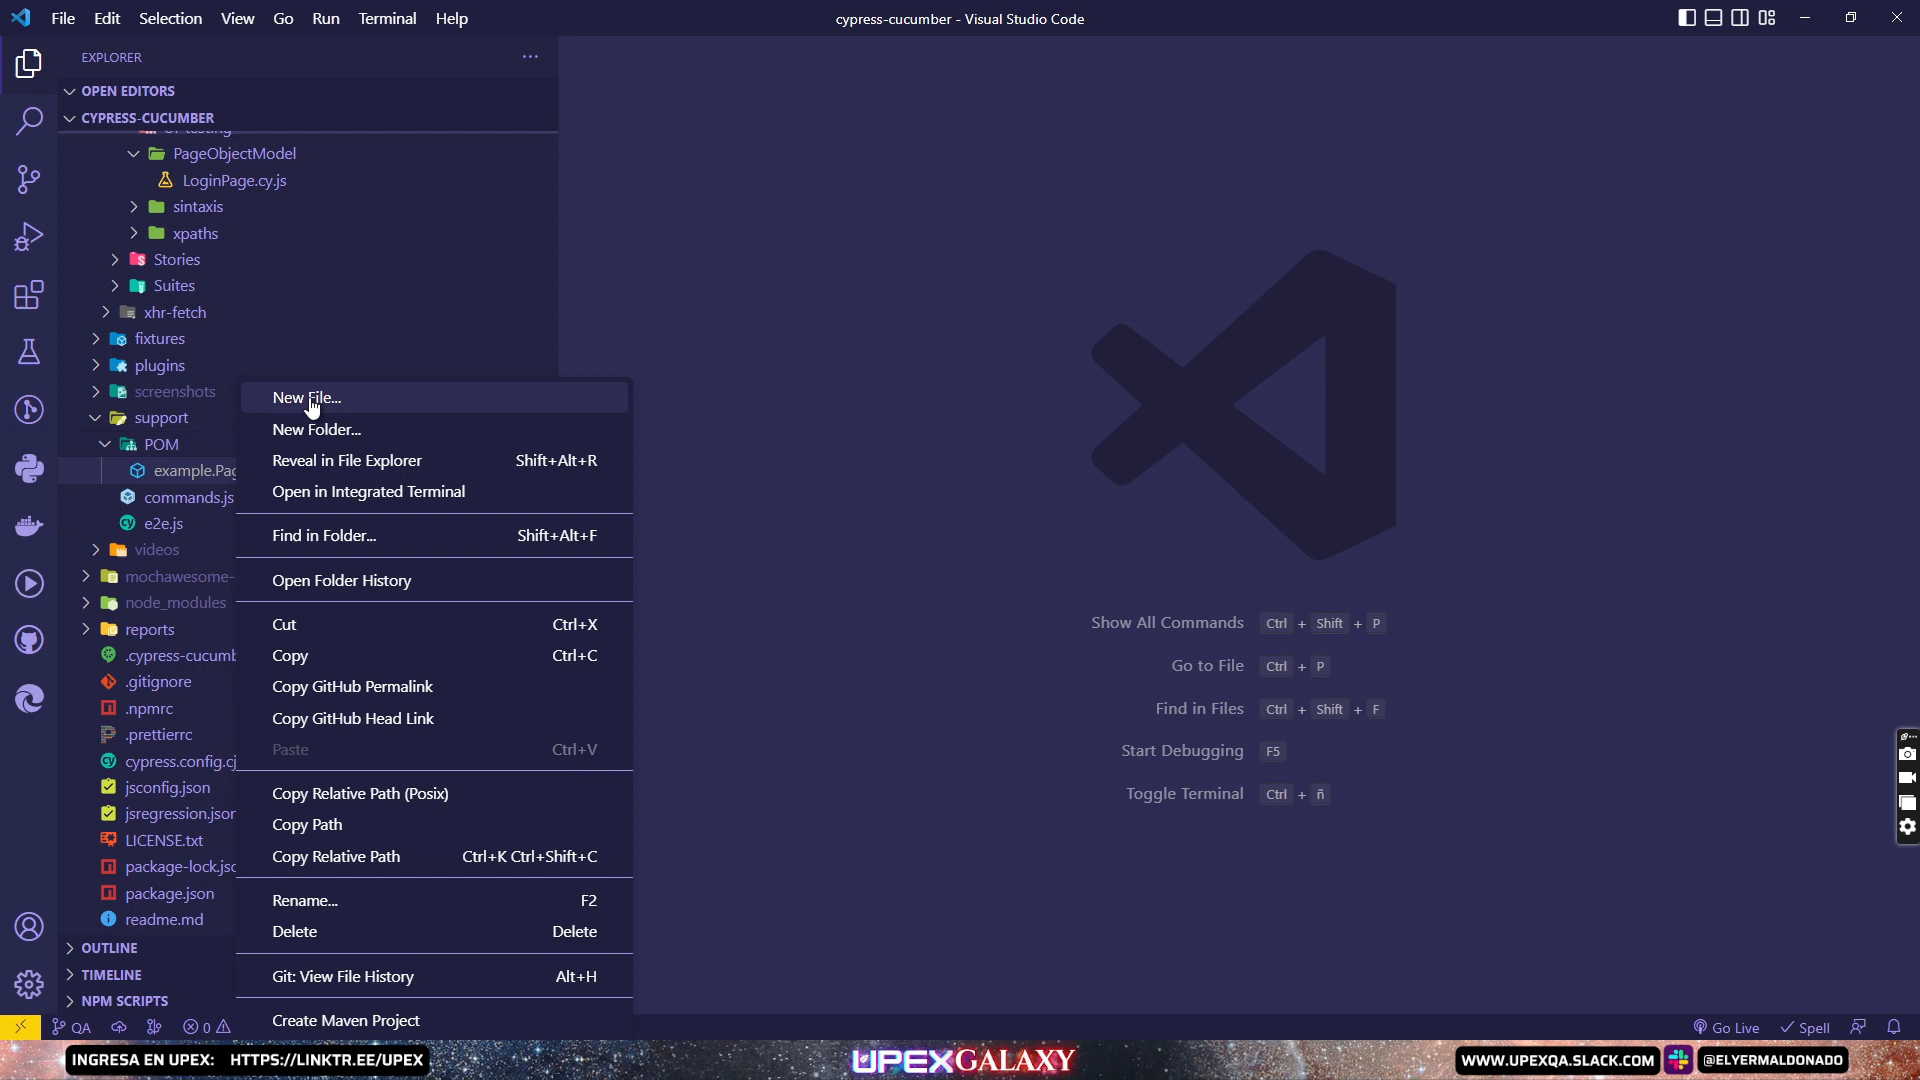 File Edit Selection View Go Run Terminal Help
cypress-cucumber - Visual Studio Code
EXPLORER
OPEN EDITORS
CYPRESS-CUCUMBER
PageObjectModel
LoginPage.cy.js
sintaxis
xpaths
Stories
Suites
xhr-fetch
fixtures
plugins
screenshots
support
POM
example.Pag
commands.js
e2e.js
videos
mochawesome-
node_modules
reports
.cypress-cucumb
.gitignore
.npmrc
.prettierrc
cypress.config.cj
jsconfig.json
jsregression.json
LICENSE.txt
package-lock.jso
package.json
readme.md
OUTLINE
TIMELINE
NPM SCRIPTS
New File...
New Folder...
Reveal in File Explorer Shift+Alt+R
Open in Integrated Terminal
Find in Folder... Shift+Alt+F
Open Folder History
Cut Ctrl+X
Copy Ctrl+C
Copy GitHub Permalink
Copy GitHub Head Link
Paste Ctrl+V
Copy Relative Path (Posix)
Copy Path
Copy Relative Path Ctrl+K Ctrl+Shift+C
Rename... F2
Delete Delete
Git: View File History Alt+H
Create Maven Project
Show All Commands Ctrl + Shift + P
Go to File Ctrl + P
Find in Files Ctrl + Shift + F
Start Debugging F5
Toggle Terminal Ctrl + ñ
QA 0
Go Live Spell
INGRESA EN UPEX: HTTPS://LINKTR.EE/UPEX
UPEXGALAXY
WWW.UPEXQA.SLACK.COM @ELYERMALDONADO